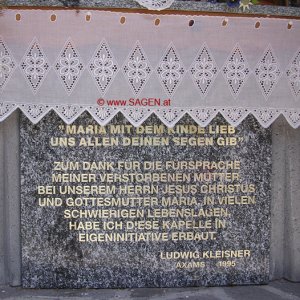 www.SAGEN.at
"MARIA MIT DEM KINDE LIEB
UNS ALLEN DEINEN SEGEN GIB"
ZUM DANK FÜR DIE FÜRSPRACHE
MEINER VERSTORBENEN MUTTER,
BEI UNSEREM HERRN JESUS CHRISTUS
UND GOTTESMUTTER MARIA, IN VIELEN
SCHWIERIGEN LEBENSLAGEN,
HABE ICH DIESE KAPELLE IN
EIGENINITIATIVE ERBAUT.
LUDWIG KLEISNER
AXAMS 1995